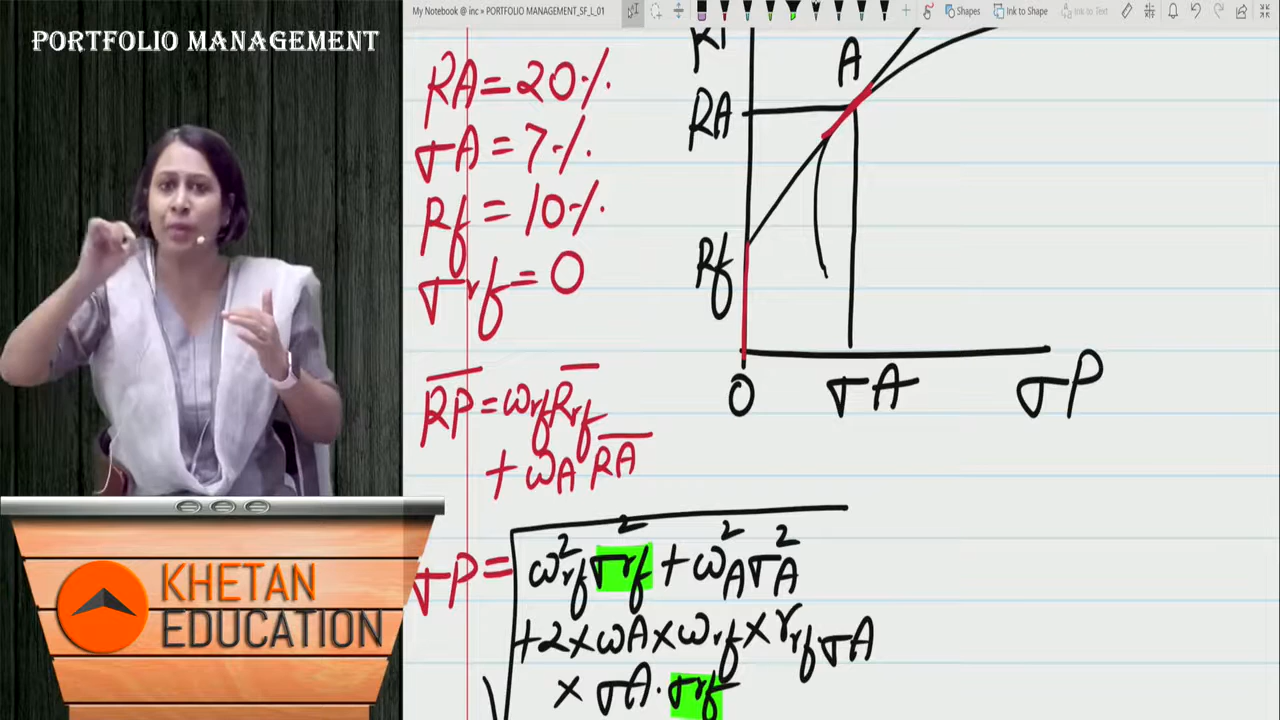 My Notebook @ inc » PORTFOLIO MANAGEMENT_SF_L_01
Shapes
Ink to Shape
Ink to Text
PORTFOLIO MANAGEMENT
RA = 20%
σA = 7%
Rf = 10%
σrf = 0
R̅P̅ = ωrf R̅rf
+ ωA R̅A̅
σP = √ω²rf σ²rf + ω²A σ²A
+ 2 × ωA × ωrf × rrf σA
× σA . σrf
A
RA
Rf
0
σA
σP
KHETAN
EDUCATION